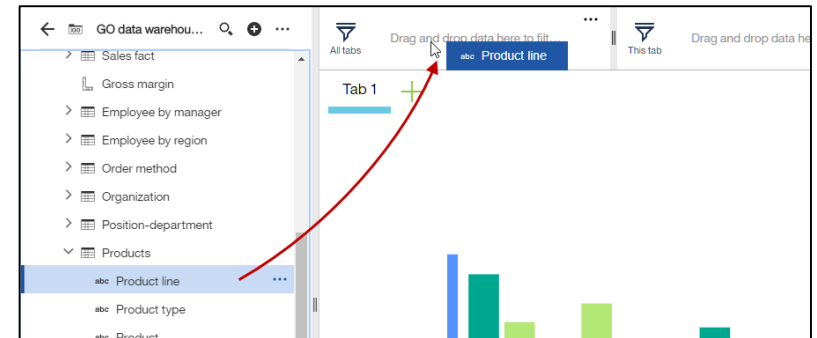 GO data warehou...
Sales fact
Gross margin
Employee by manager
Employee by region
Order method
Organization
Position-department
Products
abc Product line
abc Product type
abc Product
All tabs
Drag and drop data here to filt...
abc Product line
This tab
Drag and drop data he
Tab 1